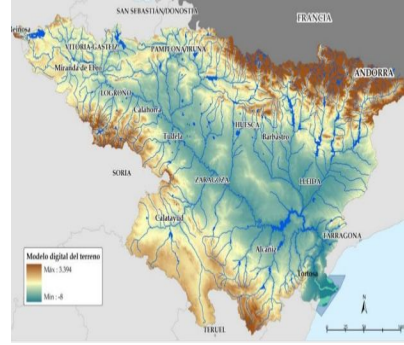 SAN SEBASTIÁN/DONOSTIA
FRANCIA
VITORIA-GASTEIZ
PAMPLONA/IRUÑA
Miranda de Ebro
ANDORRA
LOGROÑO
Calahorra
HUESCA
Tudela
Barbastro
SORIA
ZARAGOZA
LLEIDA
Calatayud
TARRAGONA
Alcañiz
Modelo digital del terreno
Máx : 3.394
Mín : -8
Tortosa
N
TERUEL